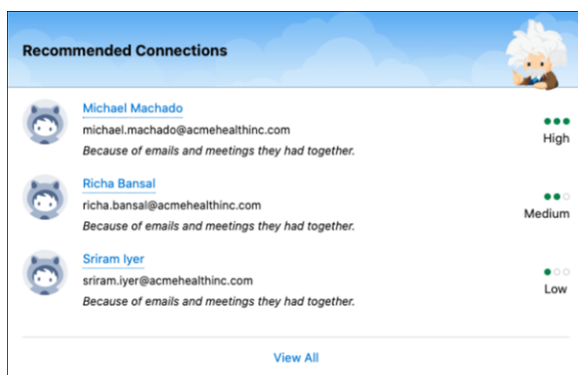 Recommended Connections
Michael Machado
michael.machado@acmehealthinc.com
Because of emails and meetings they had together.
High
Richa Bansal
richa.bansal@acmehealthinc.com
Because of emails and meetings they had together.
Medium
Sriram Iyer
sriram.iyer@acmehealthinc.com
Because of emails and meetings they had together.
Low
View All